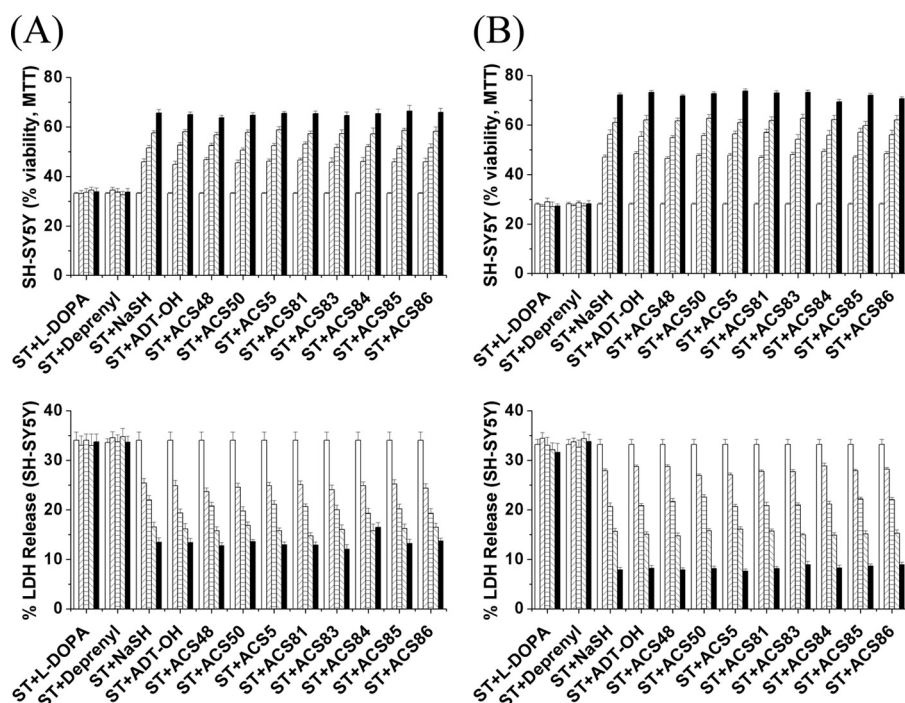 (A)
SH-SY5Y (% viability, MTT)
80
60
40
20
0
ST+L-DOPA
ST+Deprenyl
ST+NaSH
ST+ADT-OH
ST+ACS48
ST+ACS50
ST+ACS5
ST+ACS81
ST+ACS83
ST+ACS84
ST+ACS85
ST+ACS86
% LDH Release (SH-SY5Y)
40
30
20
10
0
ST+L-DOPA
ST+Deprenyl
ST+NaSH
ST+ADT-OH
ST+ACS48
ST+ACS50
ST+ACS5
ST+ACS81
ST+ACS83
ST+ACS84
ST+ACS85
ST+ACS86
(B)
SH-SY5Y (% viability, MTT)
80
60
40
20
0
ST+L-DOPA
ST+Deprenyl
ST+NaSH
ST+ADT-OH
ST+ACS48
ST+ACS50
ST+ACS5
ST+ACS81
ST+ACS83
ST+ACS84
ST+ACS85
ST+ACS86
% LDH Release (SH-SY5Y)
40
30
20
10
0
ST+L-DOPA
ST+Deprenyl
ST+NaSH
ST+ADT-OH
ST+ACS48
ST+ACS50
ST+ACS5
ST+ACS81
ST+ACS83
ST+ACS84
ST+ACS85
ST+ACS86